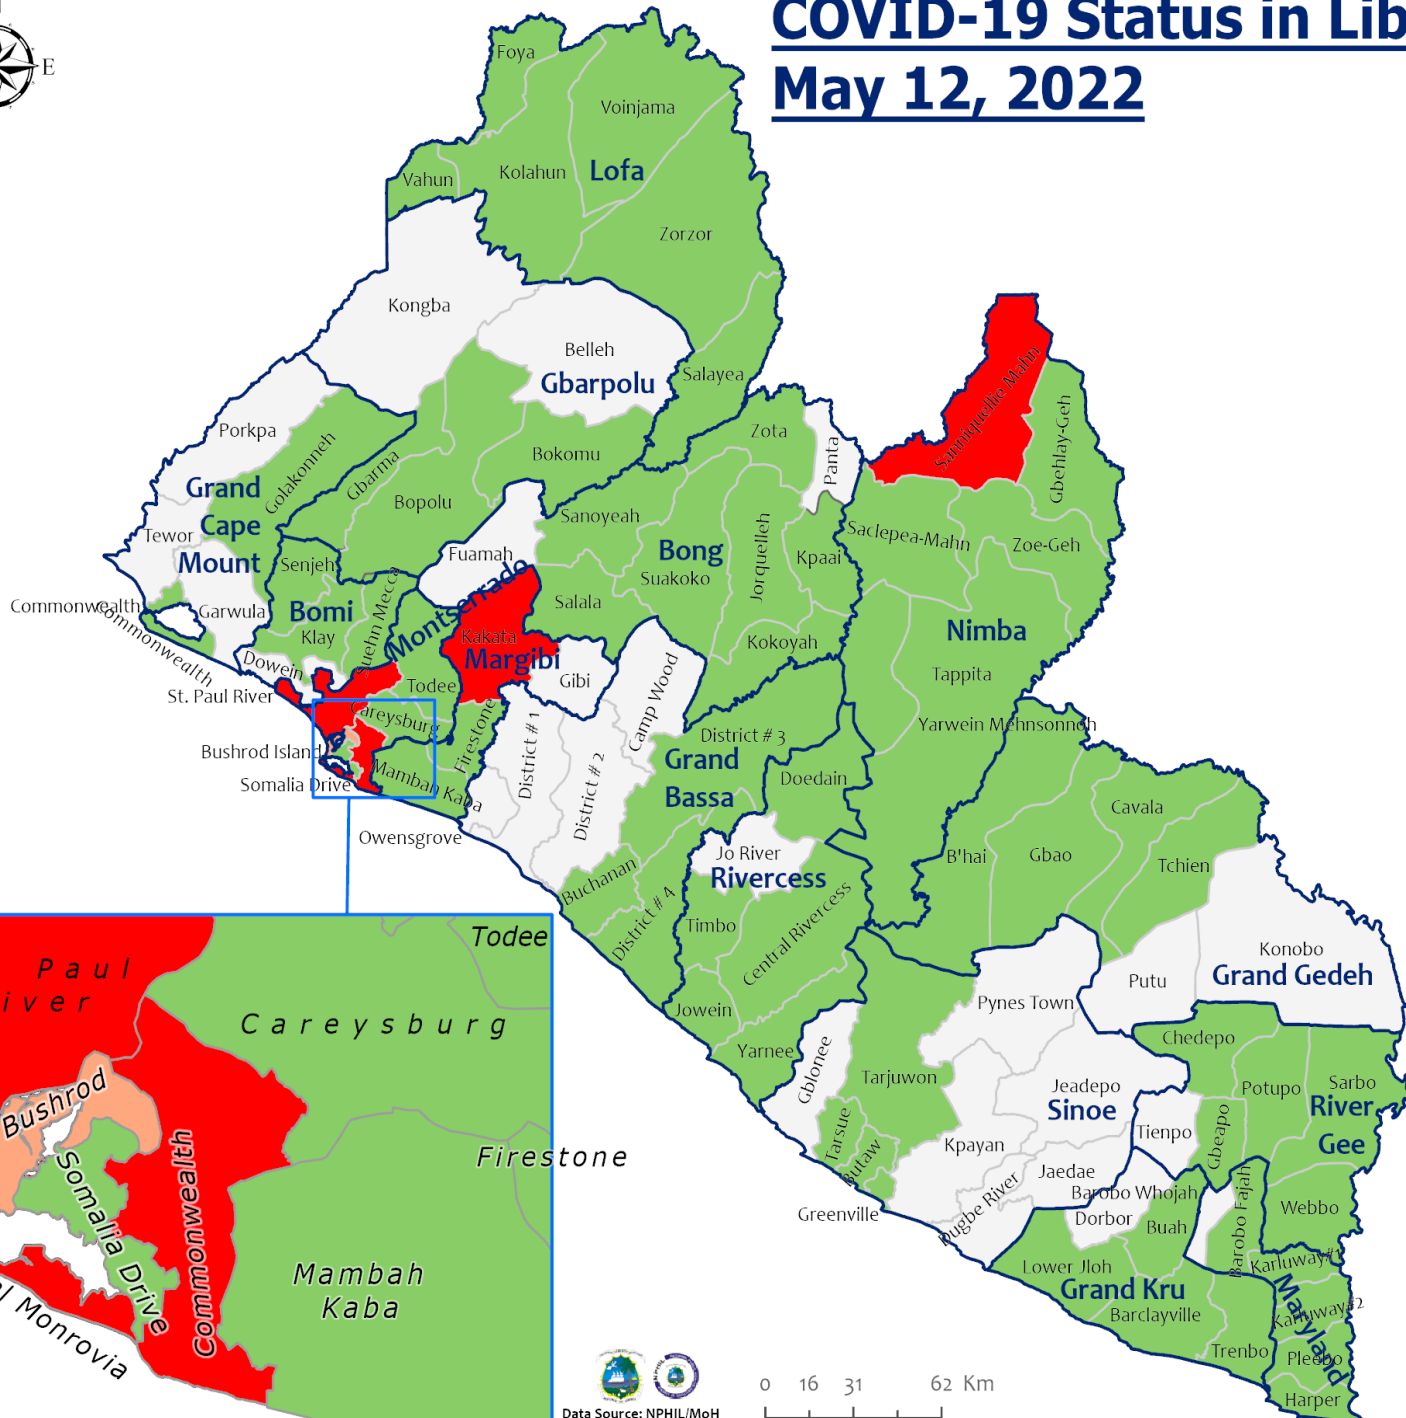 COVID-19 Status in Lib
May 12, 2022
E
Foya
Voinjama
Vahun
Kolahun
Lofa
Zorzor
Kongba
Belleh
Gbarpolu
Salayea
Sanniquellie Mahn
Gbehlay-Geh
Porkpa
Golakonneh
Gbarma
Bokomu
Zota
Panta
Grand
Cape
Mount
Bopolu
Sanoyeah
Tewor
Senjeh
Fuamah
Bong
Suakoko
Jorquelleh
Kpaai
Saclepea-Mahn
Zoe-Geh
Commonwealth
Commonwealth
Garwula
Bomi
Klay
Suehn Mecca
Montserrado
Kakata
Margibi
Salala
Kokoyah
Nimba
Dowein
Gibi
Camp Wood
Tappita
St. Paul River
Todee
Careysburg
Firestone
District # 1
District # 2
District # 3
Yarwein Mehnsonnoh
Bushrod Island
Somalia Drive
Mambah Kaba
Grand
Bassa
Doedain
Owensgrove
Cavala
B'hai
Gbao
Tchien
Jo River
Rivercess
Buchanan
District # 4
Timbo
Central Rivercess
Konobo
Grand Gedeh
Putu
Pynes Town
Jowein
Yarnee
Gblonee
Tarjuwon
Chedepo
Potupo
Sarbo
River
Gee
Jeadepo
Sinoe
Tienpo
Gbeapo
Tarsue
Butaw
Kpayan
Jaedae
Dugbe River
Barobo Whojah
Barobo Fajah
Webbo
Greenville
Dorbor
Buah
Lower Jloh
Grand Kru
Barclayville
Karluway#1
Karluway#2
Maryland
Trenbo
Pleebo
Harper
Todee
Paul
iver
Careysburg
Bushrod
Firestone
Somalia Drive
Commonwealth
Mambah
Kaba
al Monrovia
0 16 31 62 Km
Data Source: NPHIL/MoH